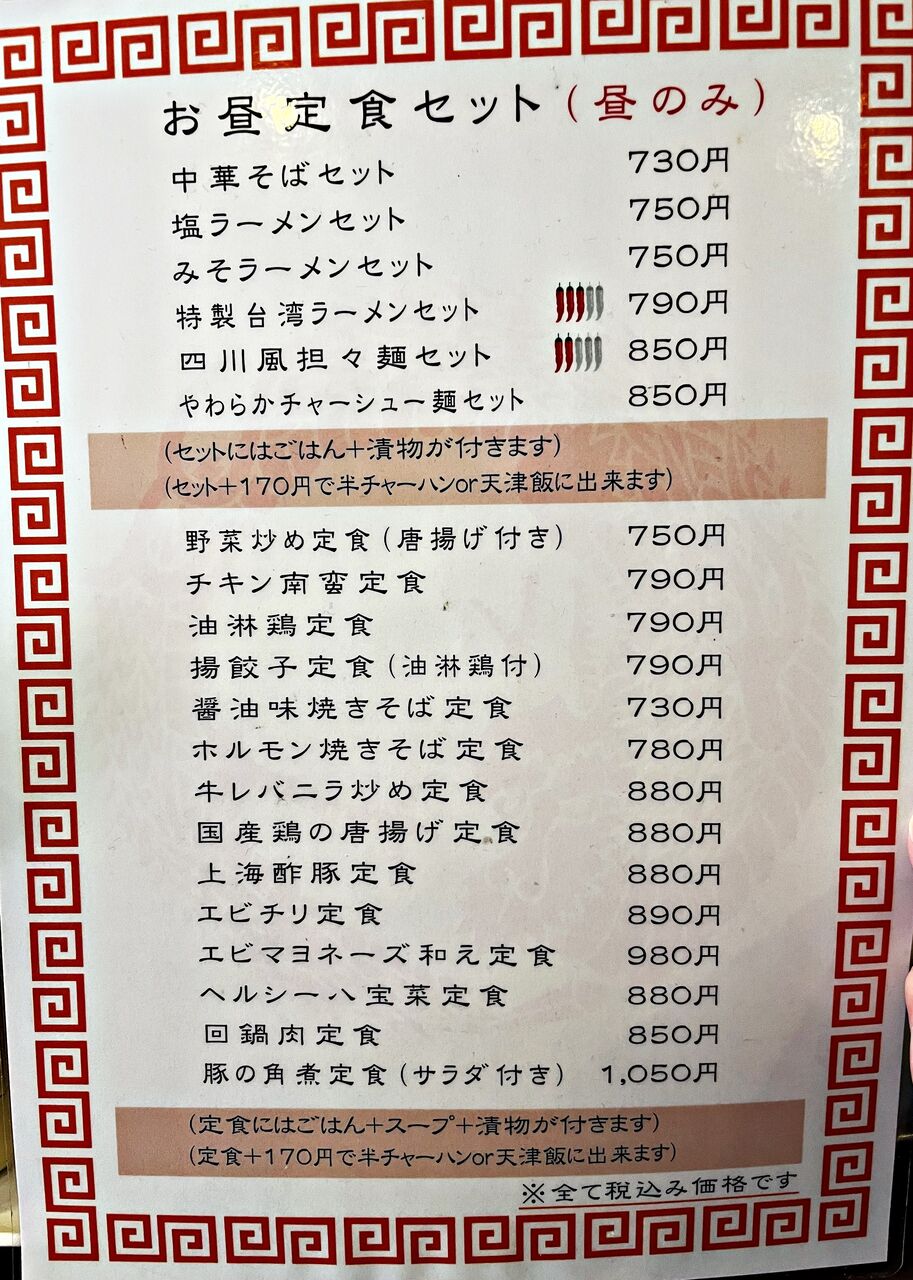 お昼定食セット(昼のみ)
中華そばセット 730円
塩ラーメンセット 750円
みそラーメンセット 750円
特製台湾ラーメンセット 790円
四川風担々麺セット 850円
やわらかチャーシュー麺セット 850円
(セットにはごはん+漬物が付きます)
(セット+170円で半チャーハンor天津飯に出来ます)
野菜炒め定食(唐揚げ付き) 750円
チキン南蛮定食 790円
油淋鶏定食 790円
揚餃子定食(油淋鶏付) 790円
醤油味焼きそば定食 730円
ホルモン焼きそば定食 780円
牛レバニラ炒め定食 880円
国産鶏の唐揚げ定食 880円
上海酢豚定食 880円
エビチリ定食 890円
エビマヨネーズ和え定食 980円
ヘルシー八宝菜定食 880円
回鍋肉定食 850円
豚の角煮定食(サラダ付き) 1,050円
(定食にはごはん+スープ+漬物が付きます)
(定食+170円で半チャーハンor天津飯に出来ます)
※全て税込み価格です